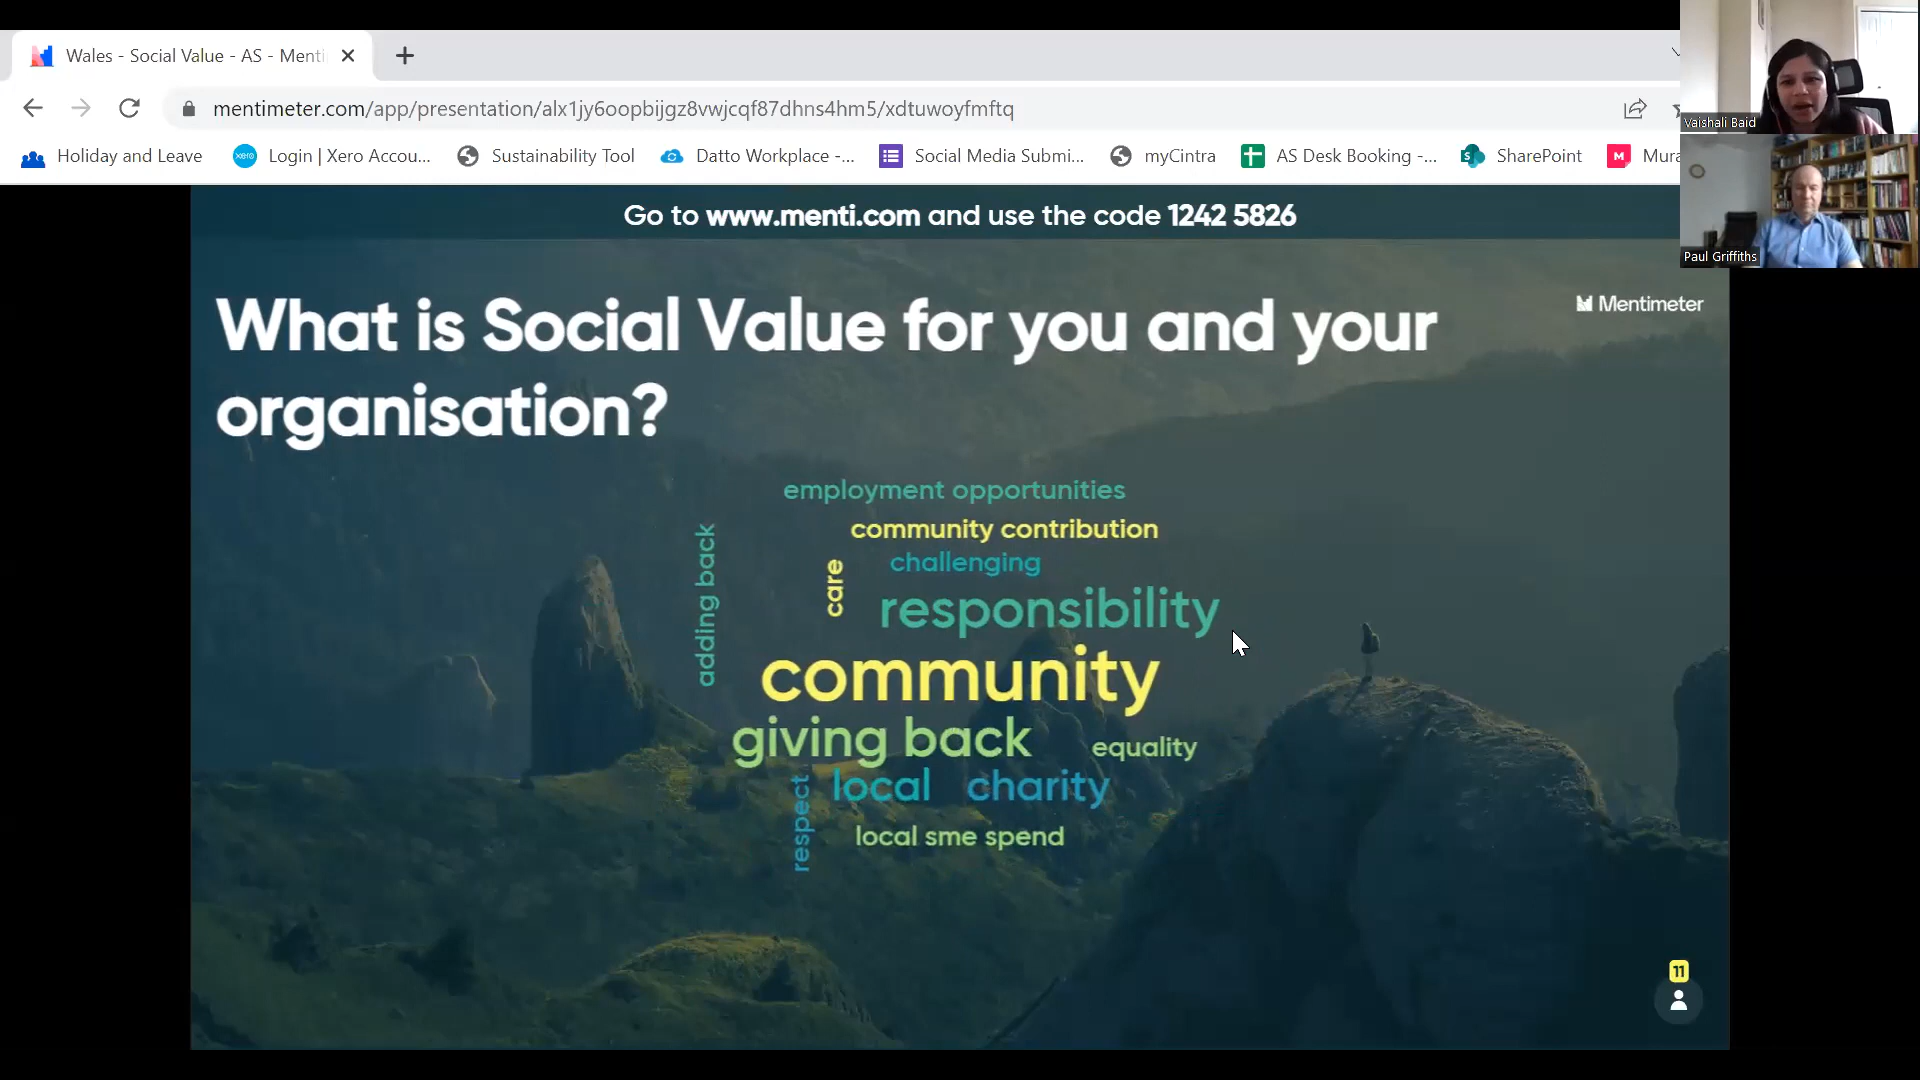 Wales - Social Value - AS - Menti
mentimeter.com/app/presentation/alx1jy6oopbijgz8vwjcqf87dhns4hm5/xdtuwoyfmftq
Holiday and Leave
xero
Login | Xero Accou...
Sustainability Tool
Datto Workplace -...
Social Media Submi...
myCintra
AS Desk Booking -...
SharePoint
Mura
Vaishali Baid
Paul Griffiths
Go to www.menti.com and use the code 1242 5826
Mentimeter
What is Social Value for you and your
organisation?
employment opportunities
community contribution
challenging
adding back
care
responsibility
community
giving back
equality
local
charity
respect
local sme spend
11